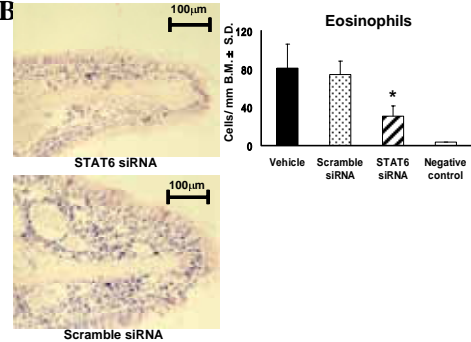 B
100µm
STAT6 siRNA
100µm
Scramble siRNA
Eosinophils
Cells/ mm B.M. ± S.D.
120
80
40
0
*
Vehicle
Scramble
siRNA
STAT6
siRNA
Negative
control